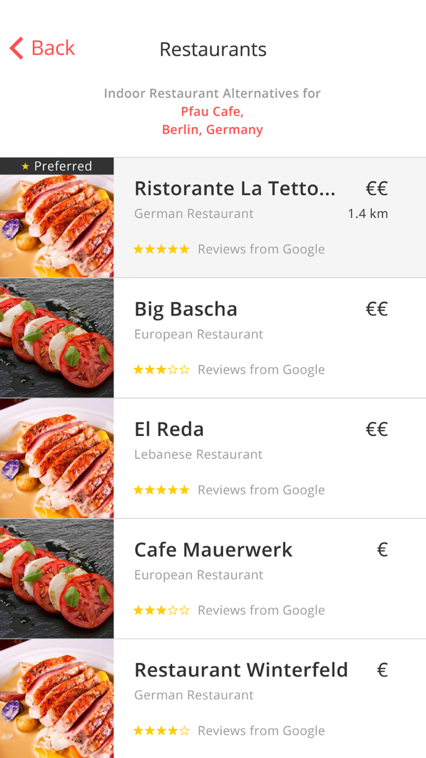 Back
Restaurants
Indoor Restaurant Alternatives for
Pfau Cafe,
Berlin, Germany
★ Preferred
Ristorante La Tetto... €€
German Restaurant 1.4 km
★★★★★ Reviews from Google
Big Bascha €€
European Restaurant
★★★☆☆ Reviews from Google
El Reda €€
Lebanese Restaurant
★★★★★ Reviews from Google
Cafe Mauerwerk €
European Restaurant
★★★☆☆ Reviews from Google
Restaurant Winterfeld €
German Restaurant
★★★★☆ Reviews from Google